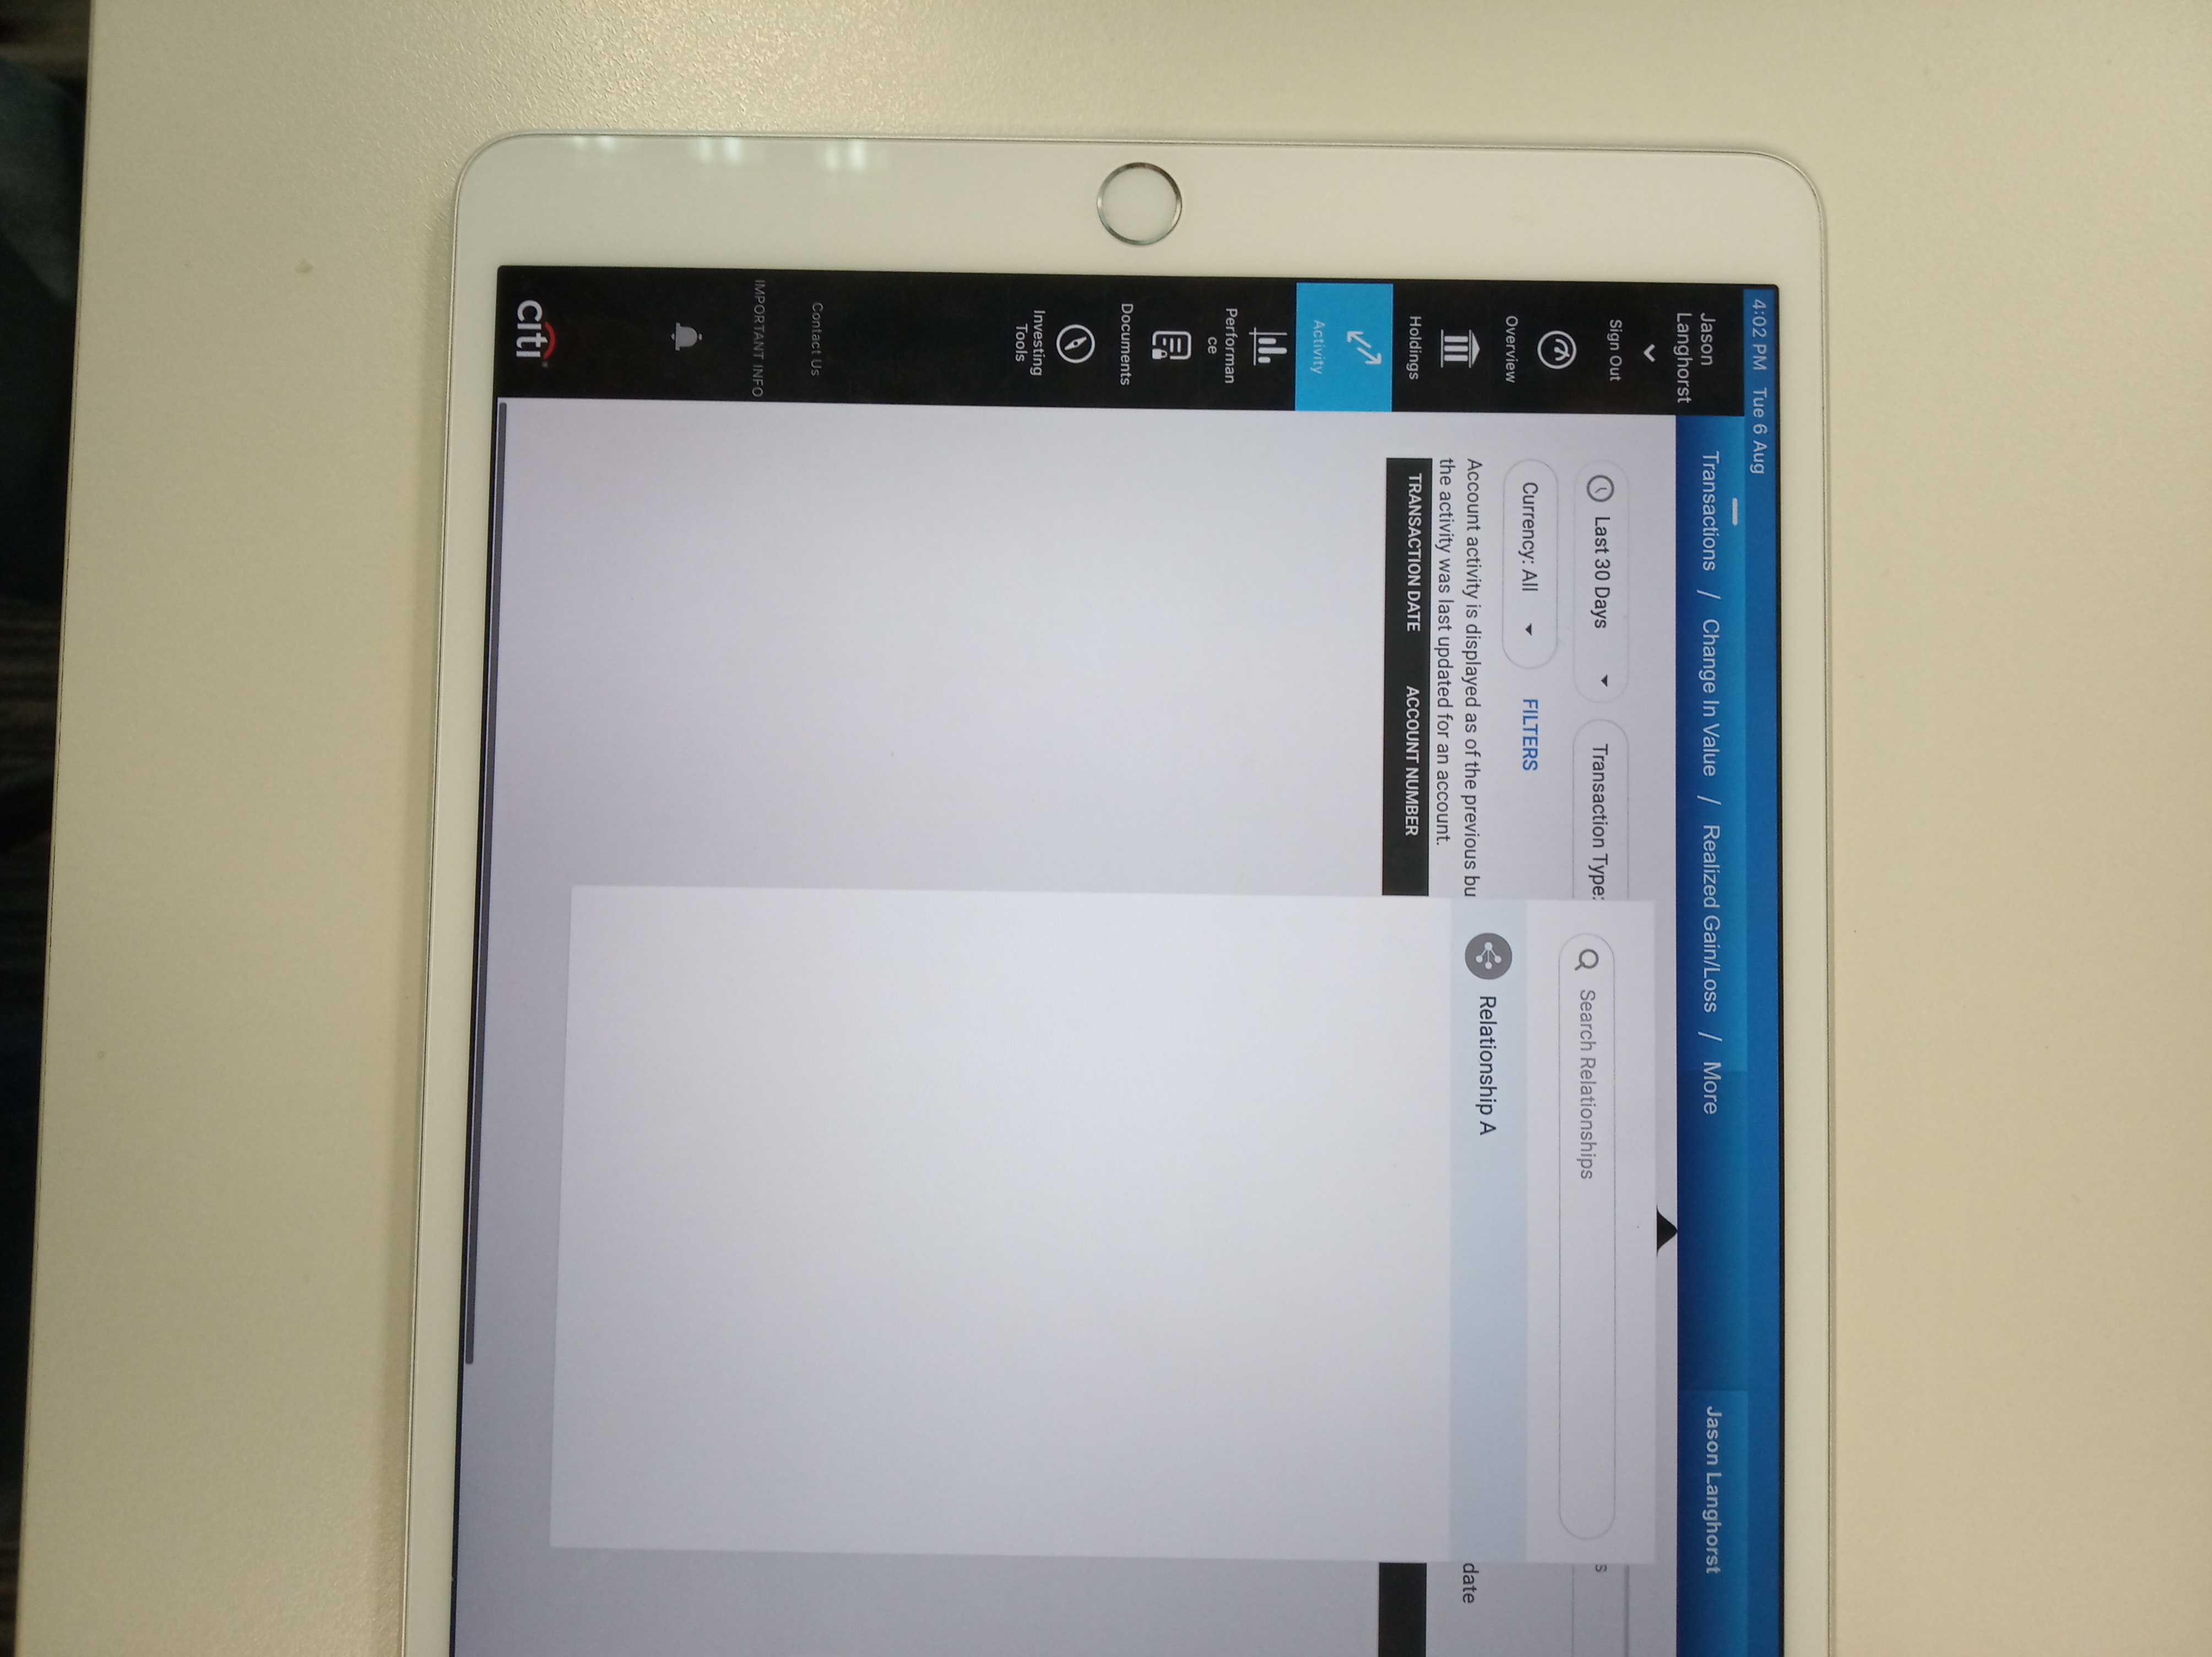 4:02 PM Tue 6 Aug
Jason
Langhorst
Sign Out
Overview
Holdings
Activity
Performan
ce
Documents
Investing
Tools
Contact Us
IMPORTANT INFO
citi
Transactions / Change In Value / Realized Gain/Loss / More
Jason Langhorst
Last 30 Days
Transaction Type:
s
Currency: All
FILTERS
Account activity is displayed as of the previous bu
date
the activity was last updated for an account.
TRANSACTION DATE ACCOUNT NUMBER
Search Relationships
Relationship A